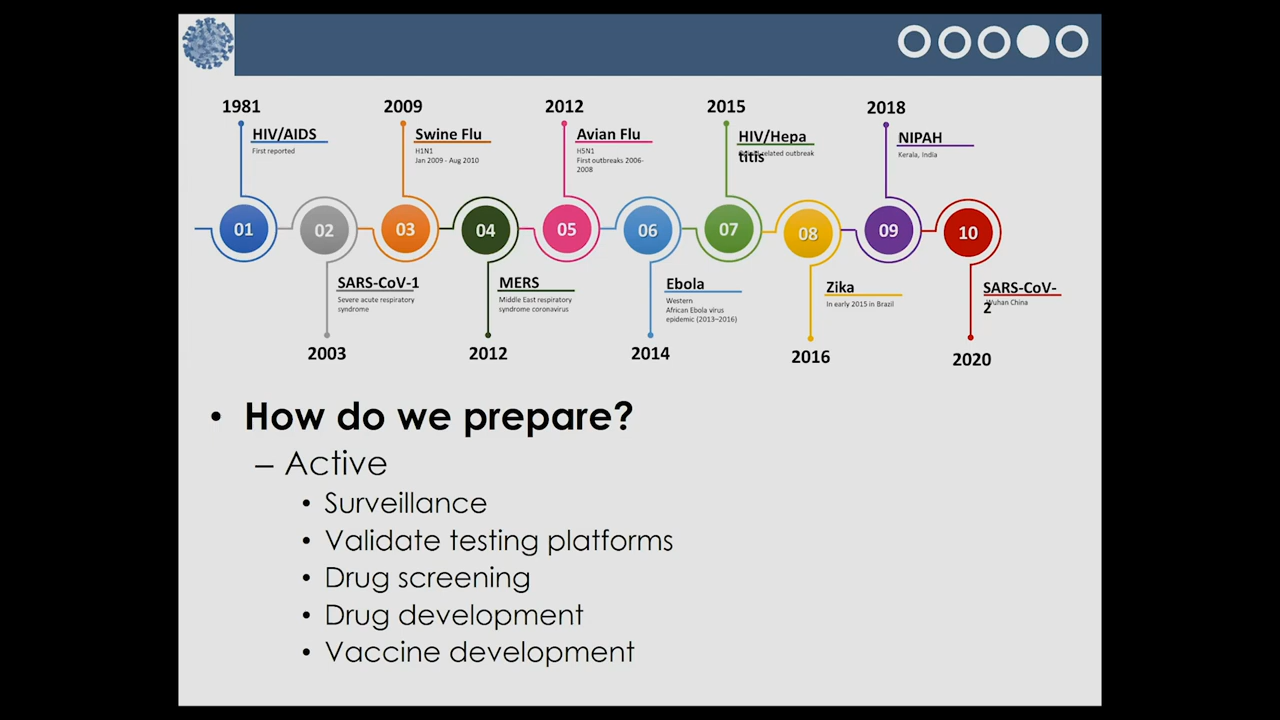 1981
2009
2012
2015
2018
HIV/AIDS
First reported
Swine Flu
H1N1
Jan 2009 - Aug 2010
Avian Flu
H5N1
First outbreaks 2006-
2008
HIV/Hepa
titis
related outbreak
NIPAH
Kerala, India
01
02
03
04
05
06
07
08
09
10
SARS-CoV-1
Severe acute respiratory
syndrome
MERS
Middle East respiratory
syndrome coronavirus
Ebola
Western
African Ebola virus
epidemic (2013–2016)
Zika
In early 2015 in Brazil
SARS-CoV-
2
Wuhan China
2003
2012
2014
2016
2020
• How do we prepare?
– Active
• Surveillance
• Validate testing platforms
• Drug screening
• Drug development
• Vaccine development